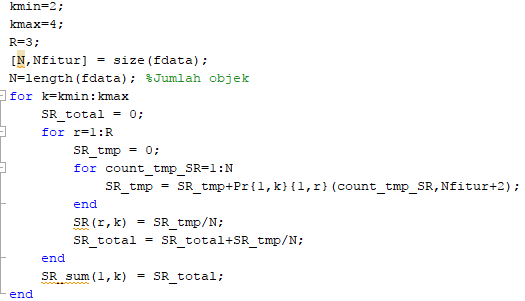 kmin=2;
kmax=4;
R=3;
[N,Nfitur] = size(fdata);
N=length(fdata); %Jumlah objek
for k=kmin:kmax
SR_total = 0;
for r=1:R
SR_tmp = 0;
for count_tmp_SR=1:N
SR_tmp = SR_tmp+Pr{1,k}{1,r}(count_tmp_SR,Nfitur+2);
end
SR(r,k) = SR_tmp/N;
SR_total = SR_total+SR_tmp/N;
end
SR_sum(1,k) = SR_total;
end